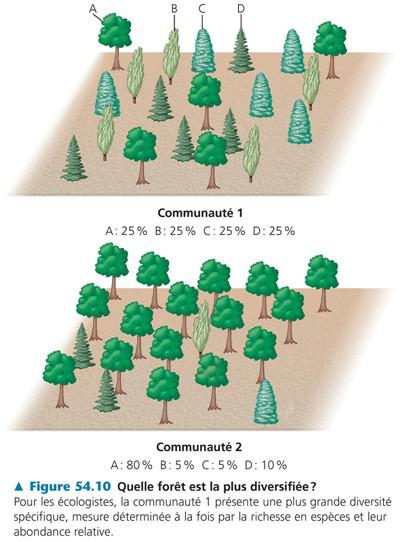 A B C D
Communauté 1
A : 25 % B : 25 % C : 25 % D : 25 %
Communauté 2
A : 80 % B : 5 % C : 5 % D : 10 %
▲ Figure 54.10 Quelle forêt est la plus diversifiée ?
Pour les écologistes, la communauté 1 présente une plus grande diversité
spécifique, mesure déterminée à la fois par la richesse en espèces et leur
abondance relative.